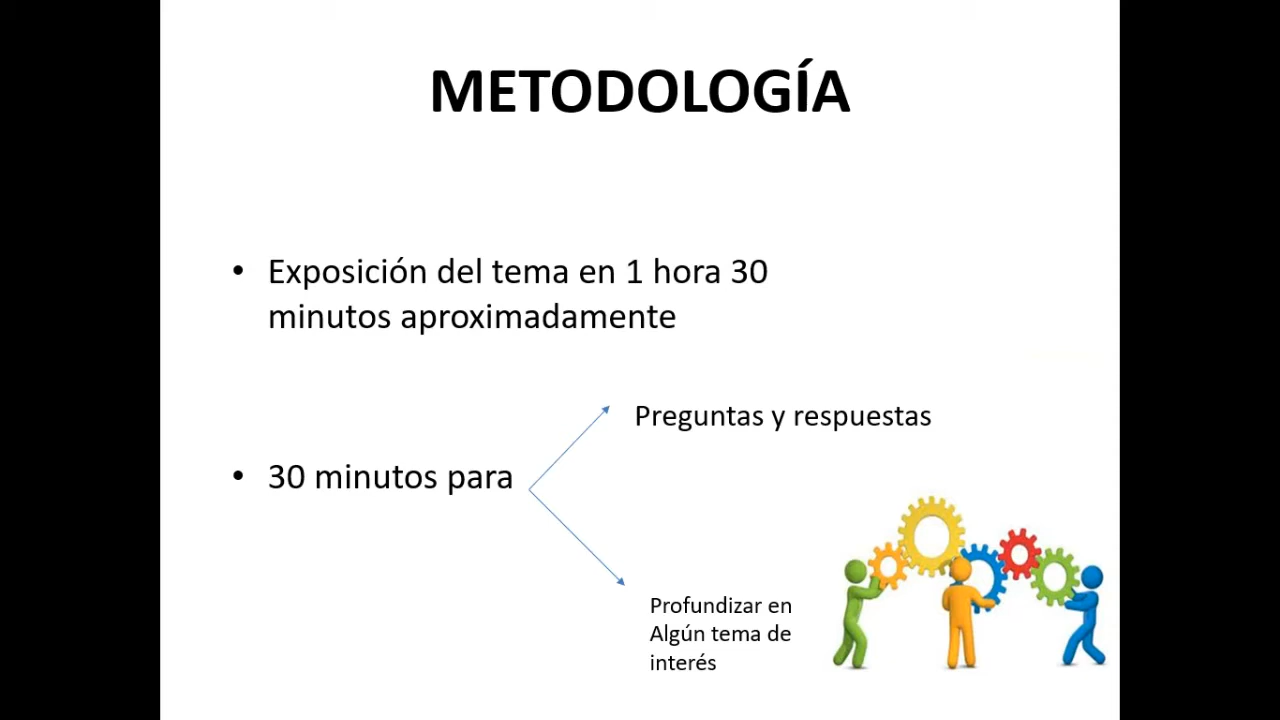 METODOLOGÍA
• Exposición del tema en 1 hora 30
minutos aproximadamente
Preguntas y respuestas
• 30 minutos para
Profundizar en
Algún tema de
interés